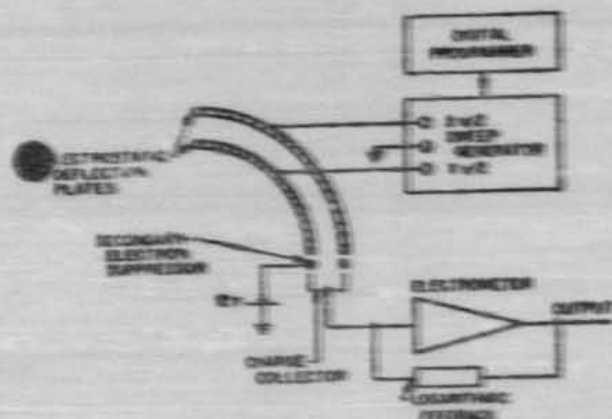 DIGITAL
PROGRAMMER
SWEEP
GENERATOR
ELECTROSTATIC
DEFLECTION
PLATES
SECONDARY
ELECTRON
SUPPRESSOR
ELECTROMETER
OUTPUT
CHARGE
COLLECTOR
LOGARITHMIC